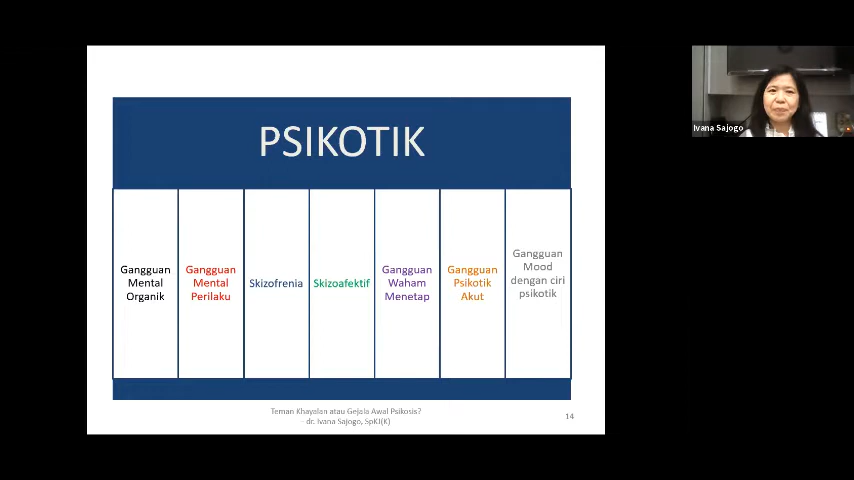 PSIKOTIK
Gangguan
Mental
Organik
Gangguan
Mental
Perilaku
Skizofrenia
Skizoafektif
Gangguan
Waham
Menetap
Gangguan
Psikotik
Akut
Gangguan
Mood
dengan ciri
psikotik
Teman Khayalan atau Gejala Awal Psikosis?
– dr. Ivana Sajogo, SpKJ(K)
14
Ivana Sajogo